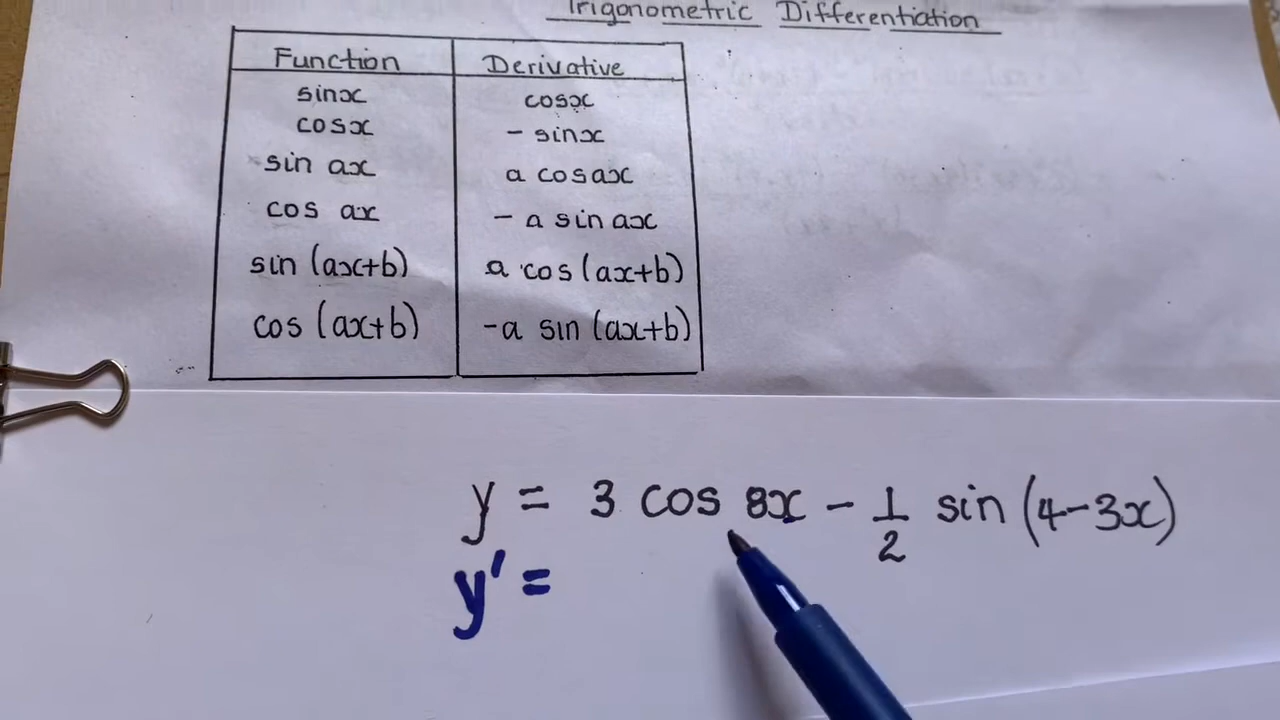 Trigonometric Differentiation
Function Derivative
sinx cosx
cosx - sinx
sin ax a cosax
cos ax - a sin ax
sin (ax+b) a cos(ax+b)
cos (ax+b) -a sin (ax+b)
y = 3 cos 8x - 1/2 sin (4-3x)
y' =